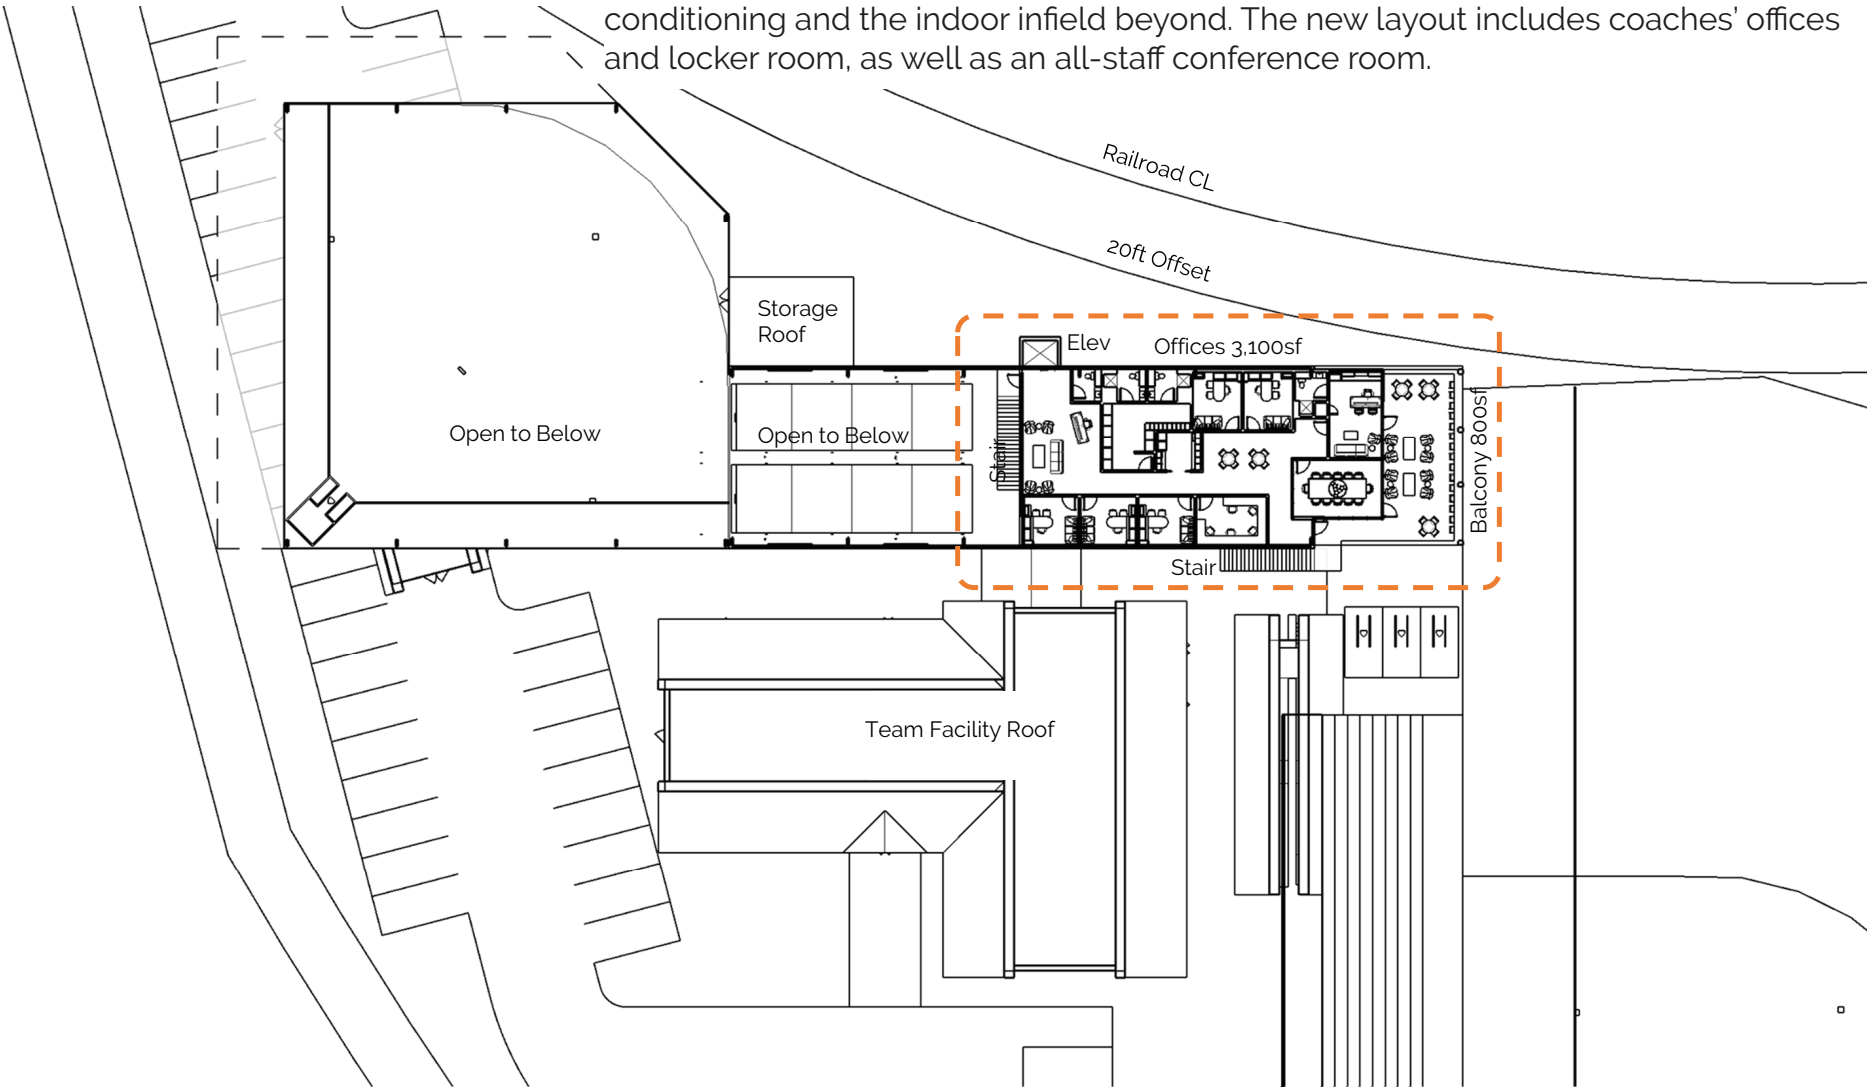 conditioning and the indoor infield beyond. The new layout includes coaches’ offices
and locker room, as well as an all-staff conference room.
Railroad CL
20ft Offset
Storage
Roof
Elev
Offices 3,100sf
Open to Below
Open to Below
Stair
Balcony 800sf
Stair
Team Facility Roof